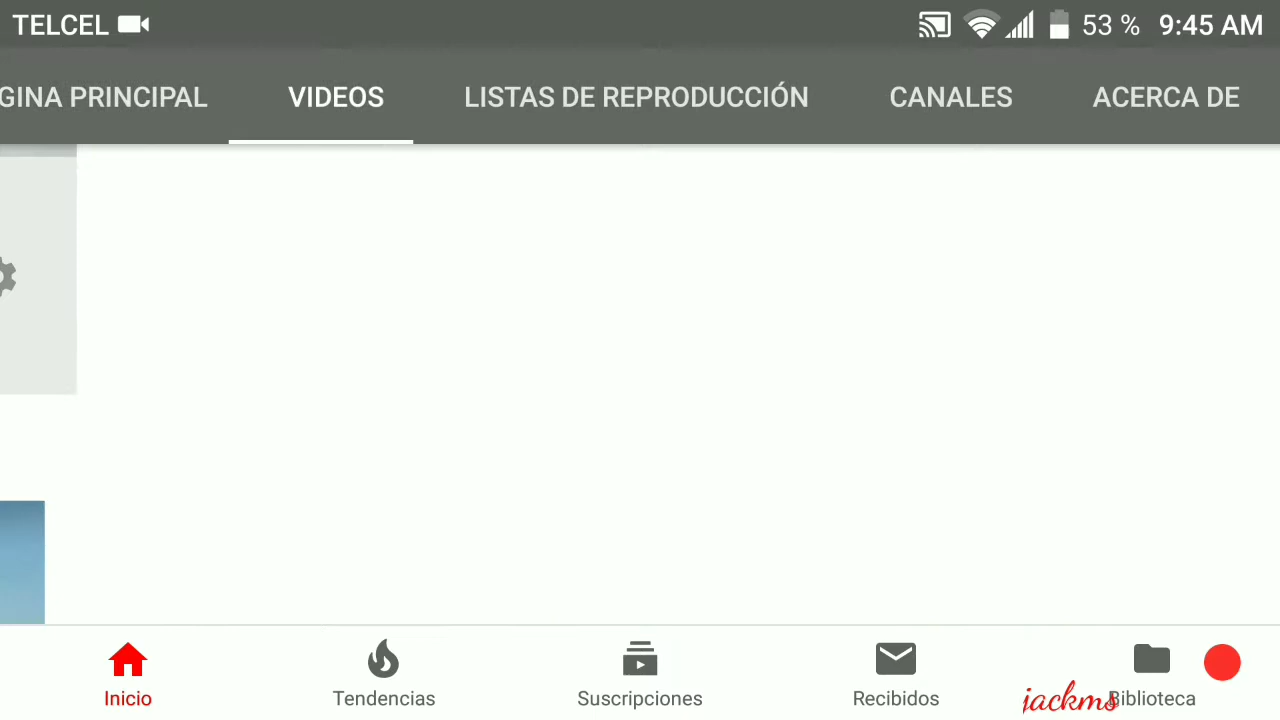 TELCEL 53 % 9:45 AM
GINA PRINCIPAL VIDEOS LISTAS DE REPRODUCCIÓN CANALES ACERCA DE
Inicio Tendencias Suscripciones Recibidos Biblioteca
jackms